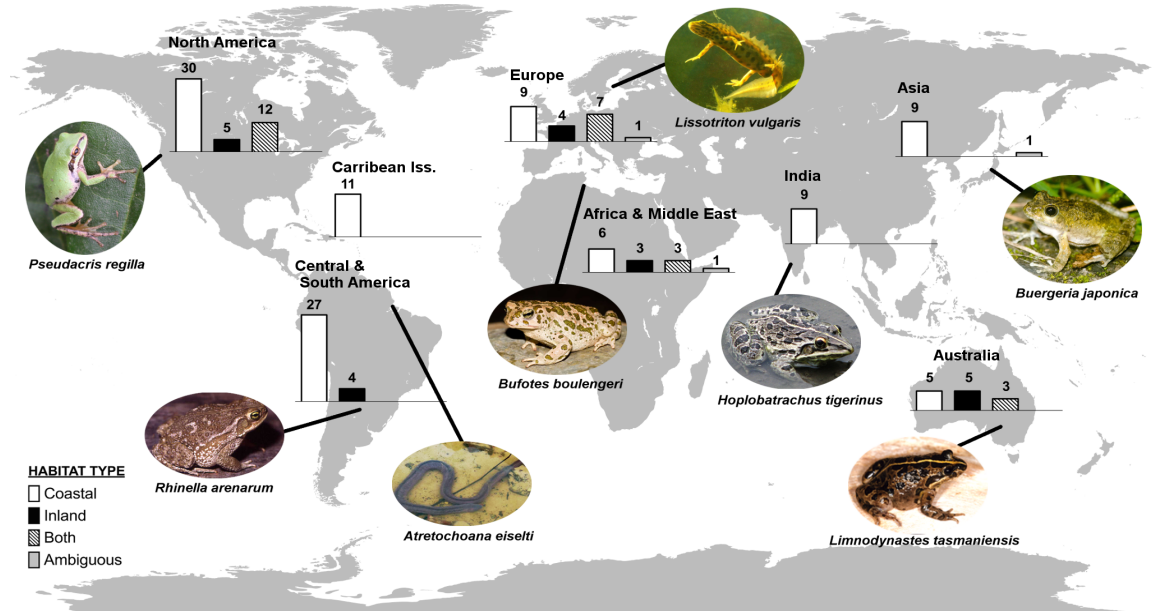 North America
30
5
12
Pseudacris regilla
Carribean Iss.
11
Central &
South America
27
4
Rhinella arenarum
Atretochoana eiselti
Europe
9
4
7
1
Lissotriton vulgaris
Africa & Middle East
6
3
3
1
Bufotes boulengeri
India
9
Hoplobatrachus tigerinus
Asia
9
1
Buergeria japonica
Australia
5
5
3
Limnodynastes tasmaniensis
HABITAT TYPE
Coastal
Inland
Both
Ambiguous